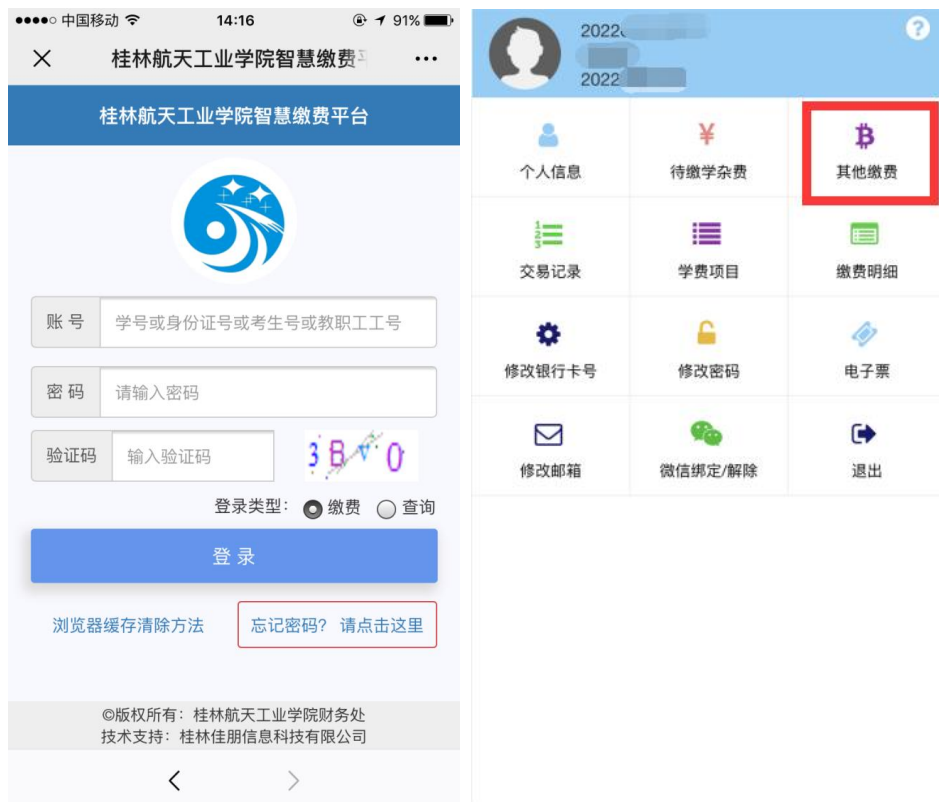 中国移动 14:16 91%
桂林航天工业学院智慧缴费
桂林航天工业学院智慧缴费平台
账号 学号或身份证号或考生号或教职工工号
密码 请输入密码
验证码 输入验证码 3BvO
登录类型： 缴费 查询
登录
浏览器缓存清除方法 忘记密码？ 请点击这里
©版权所有：桂林航天工业学院财务处
技术支持：桂林佳朋信息科技有限公司
2022
2022
?
个人信息 待缴学杂费 其他缴费
交易记录 学费项目 缴费明细
修改银行卡号 修改密码 电子票
修改邮箱 微信绑定/解除 退出